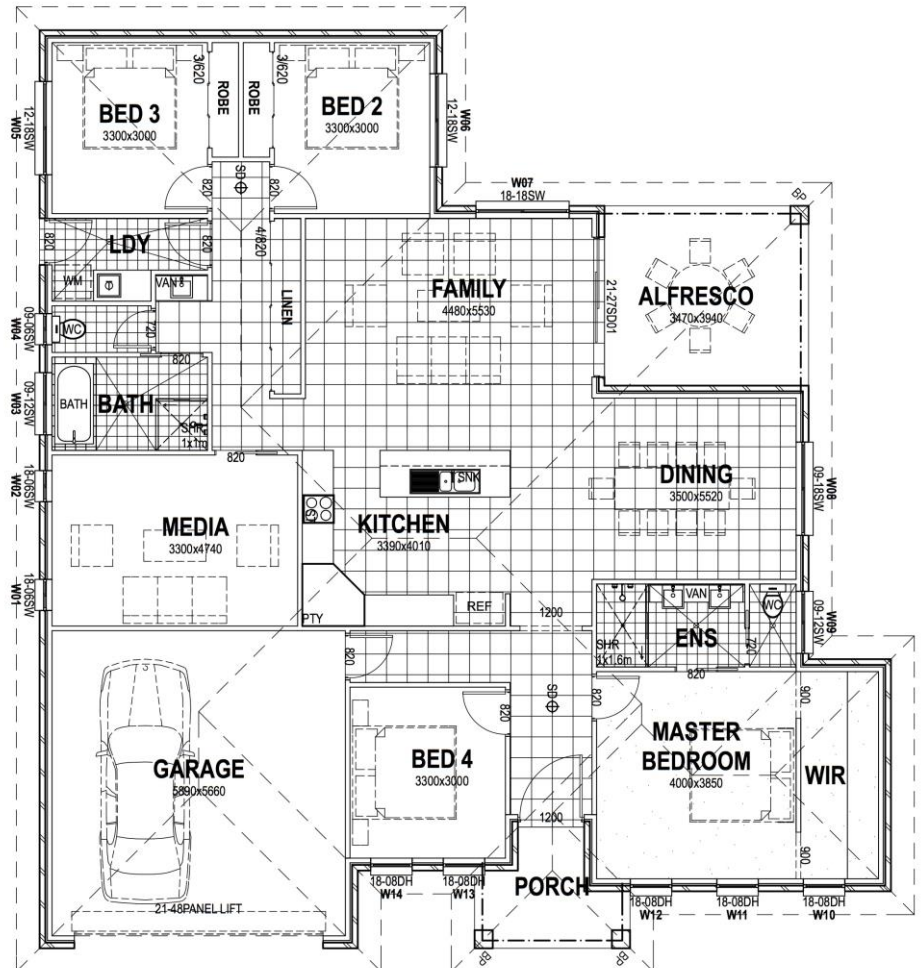 BED 3
3300x3000
3/620
ROBE
ROBE
3/620
BED 2
3300x3000
W05
12-18SW
12-18SW
W06
820
SD
820
W07
18-18SW
BP
820
LDY
820
4/820
WM
VAN
LINEN
FAMILY
4480x5530
21-27SD01
ALFRESCO
3470x3940
W04
09-06SW
WC
720
820
W03
09-12SW
BATH
BATH
SHR
1x1m
820
W02
18-06SW
MEDIA
3300x4740
W01
18-06SW
SNK
KITCHEN
3390x4010
DINING
3500x5520
09-18SW
W08
PTY
REF
1200
VAN
WC
ENS
SHR
1x1.6m
720
820
09-12SW
W09
820
SD
820
820
900
MASTER
BEDROOM
4000x3850
WIR
900
GARAGE
5890x5660
BED 4
3300x3000
1200
PORCH
21-48PANEL LIFT
18-08DH
W14
18-08DH
W13
18-08DH
W12
18-08DH
W11
18-08DH
W10
BP
BP